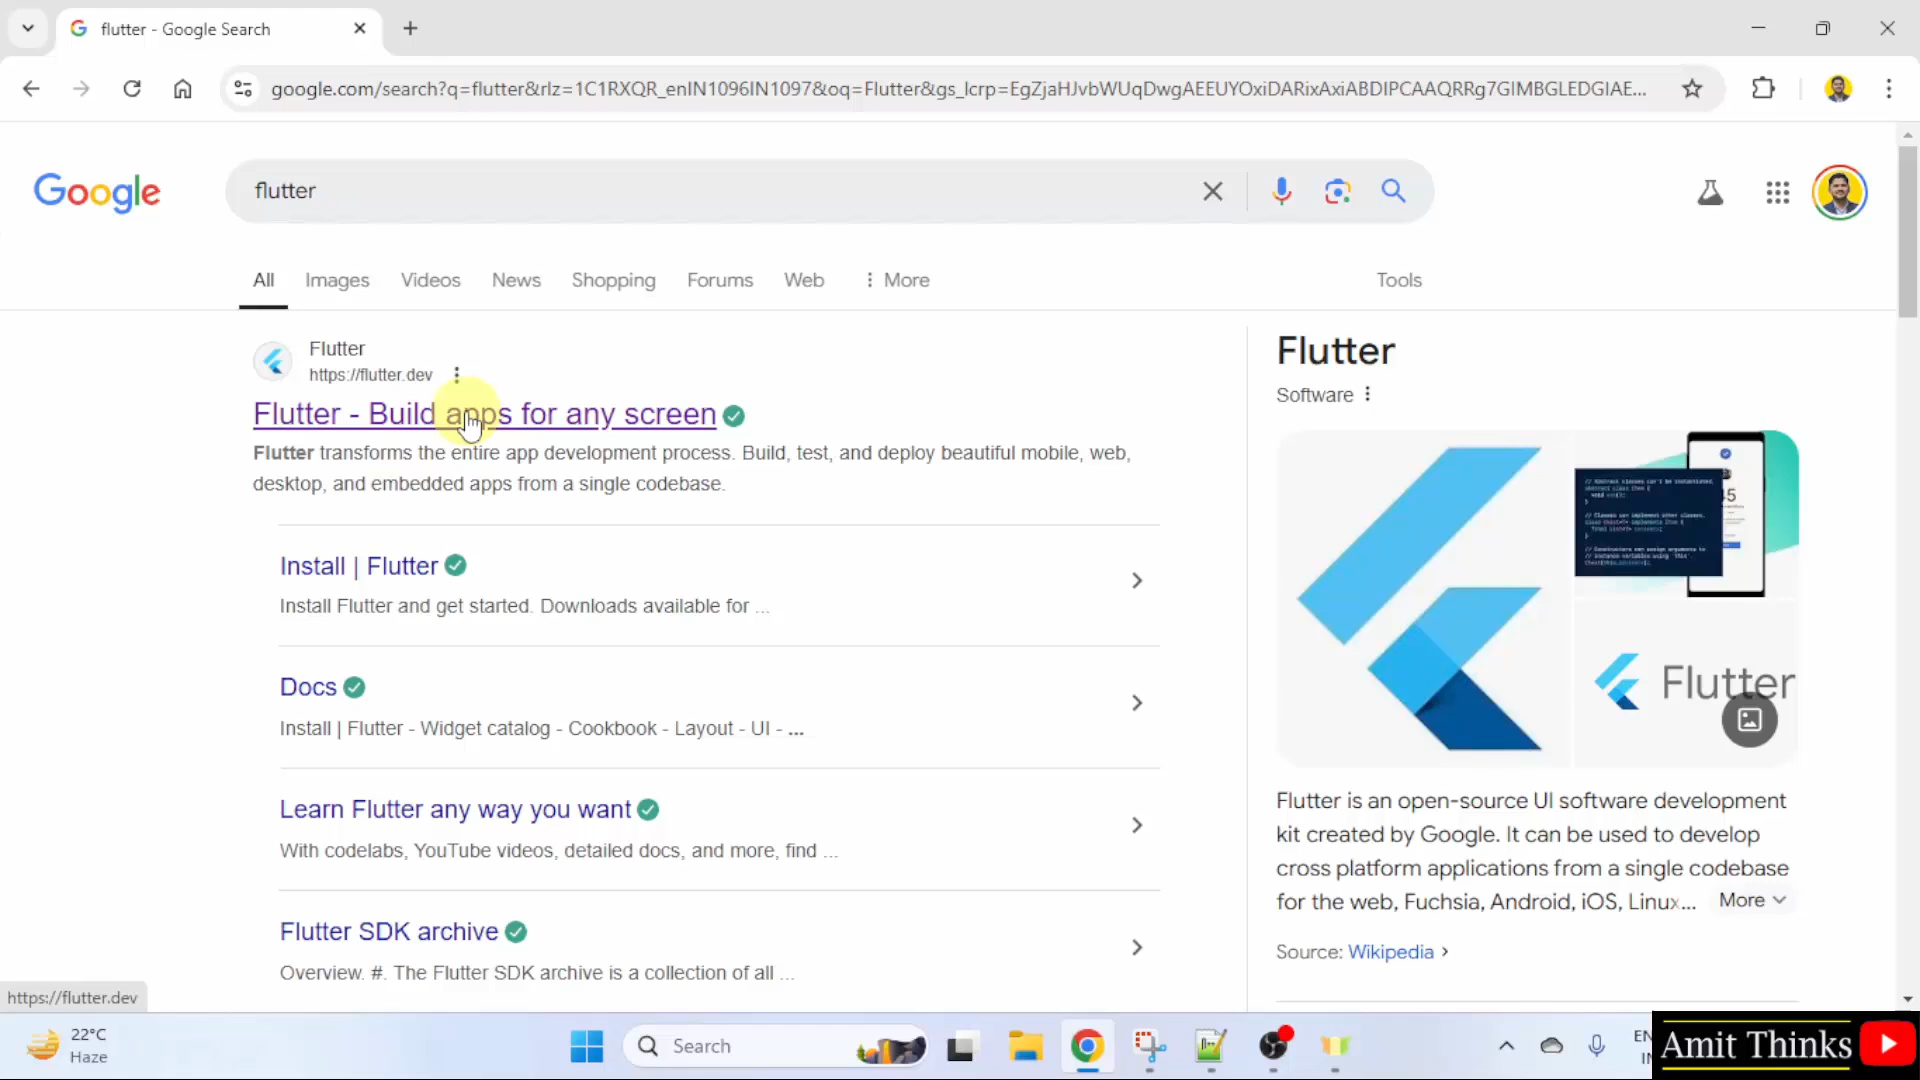 flutter - Google Search
google.com/search?q=flutter&rlz=1C1RXQR_enIN1096IN1097&oq=Flutter&gs_lcrp=EgZjaHJvbWUqDwgAEEUYOxiDARixAxiABDIPCAAQRRg7GIMBGLEDGIAE...
Google
flutter
All Images Videos News Shopping Forums Web More Tools
Flutter
https://flutter.dev
Flutter - Build apps for any screen
Flutter transforms the entire app development process. Build, test, and deploy beautiful mobile, web,
desktop, and embedded apps from a single codebase.
Install | Flutter
Install Flutter and get started. Downloads available for ...
Docs
Install | Flutter - Widget catalog - Cookbook - Layout - UI - ...
Learn Flutter any way you want
With codelabs, YouTube videos, detailed docs, and more, find ...
Flutter SDK archive
Overview. #. The Flutter SDK archive is a collection of all ...
Flutter
Software
45
Flutter
Flutter is an open-source UI software development
kit created by Google. It can be used to develop
cross platform applications from a single codebase
for the web, Fuchsia, Android, iOS, Linux... More
Source: Wikipedia
https://flutter.dev
22°C
Haze
Search
EN
IN
Amit Thinks